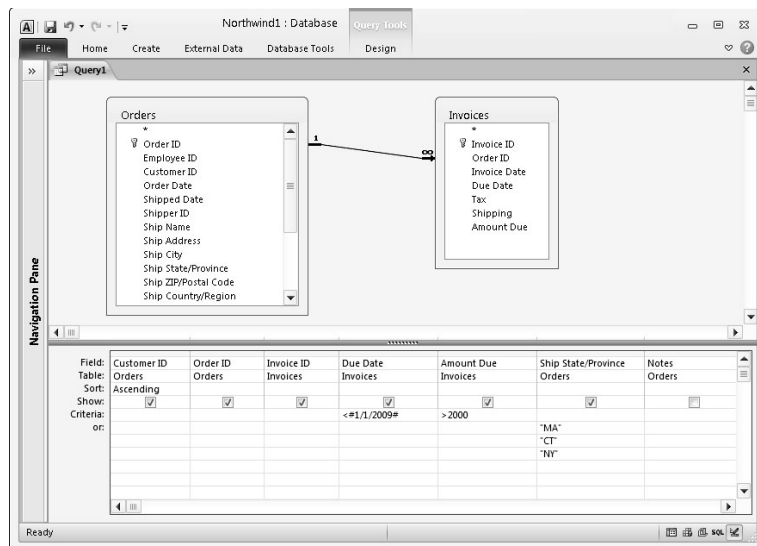 Northwind1 : Database
Query Tools
File Home Create External Data Database Tools Design
Query1
Navigation Pane
Orders
*
Order ID
Employee ID
Customer ID
Order Date
Shipped Date
Shipper ID
Ship Name
Ship Address
Ship City
Ship State/Province
Ship ZIP/Postal Code
Ship Country/Region
1
∞
Invoices
*
Invoice ID
Order ID
Invoice Date
Due Date
Tax
Shipping
Amount Due
Field: Customer ID Order ID Invoice ID Due Date Amount Due Ship State/Province Notes
Table: Orders Orders Invoices Invoices Invoices Orders Orders
Sort: Ascending
Show:
Criteria: <#1/1/2009# >2000
or: "MA"
"CT"
"NY"
Ready SQL